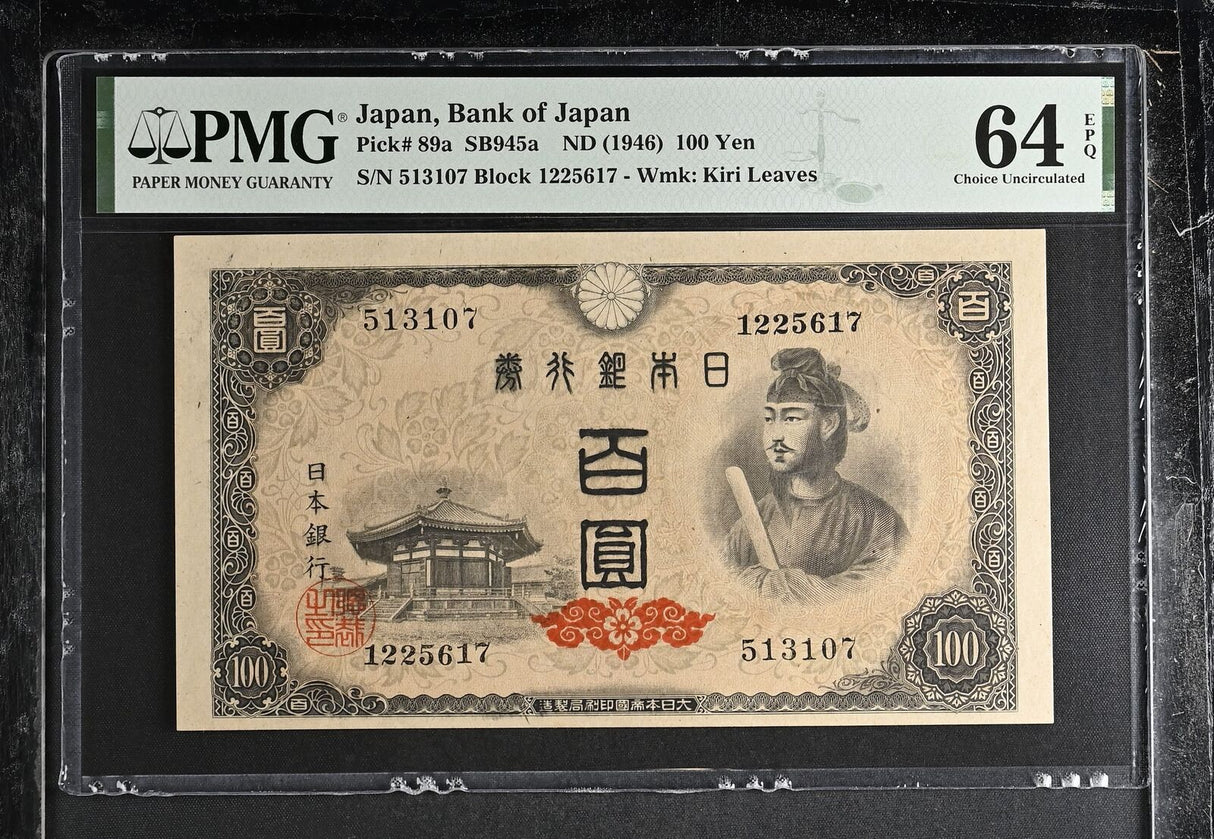 PMG®
PAPER MONEY GUARANTY
Japan, Bank of Japan
Pick# 89a SB945a ND (1946) 100 Yen
S/N 513107 Block 1225617 - Wmk: Kiri Leaves
64
EPQ
Choice Uncirculated
百圓
百
513107
1225617
券行銀本日
百圓
日本銀行
1225617
513107
100
100
造製局刷印國帝本日大